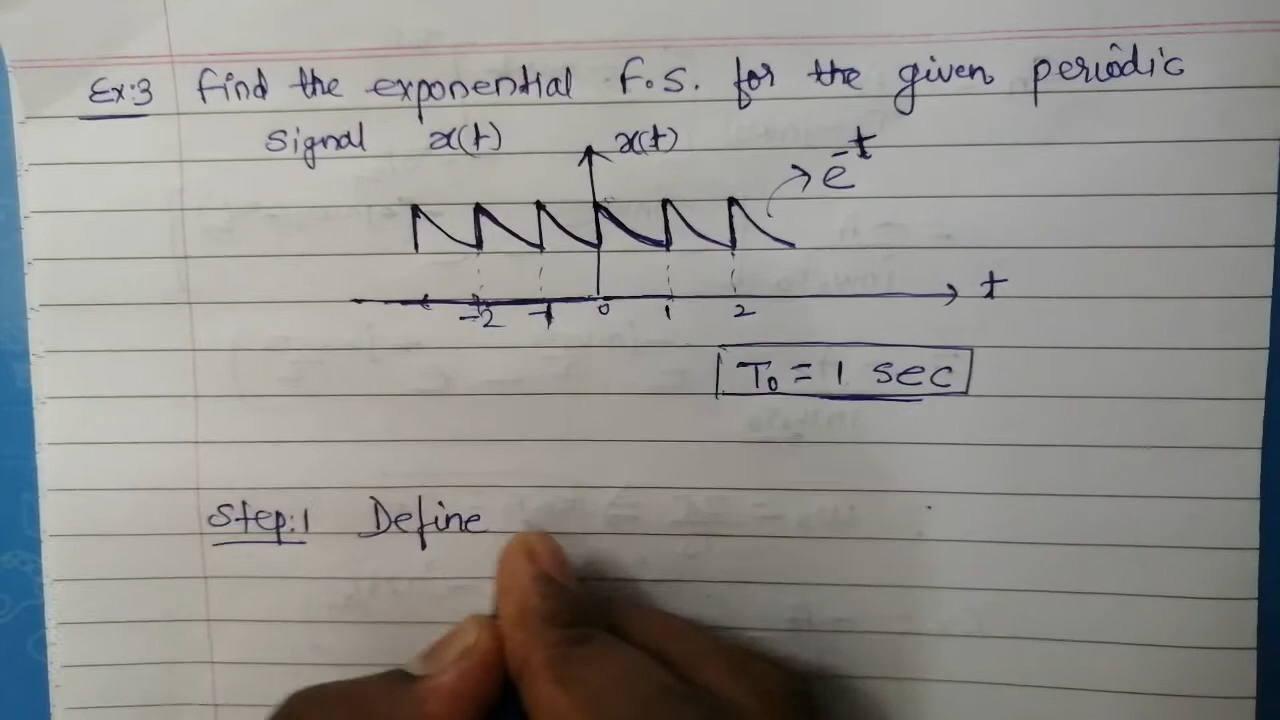 Ex:3 find the exponential F.S. for the given periodic
signal x(t) x(t)
e^-t
t
-2 -1 0 1 2
T₀ = 1 sec
Step:1 Define